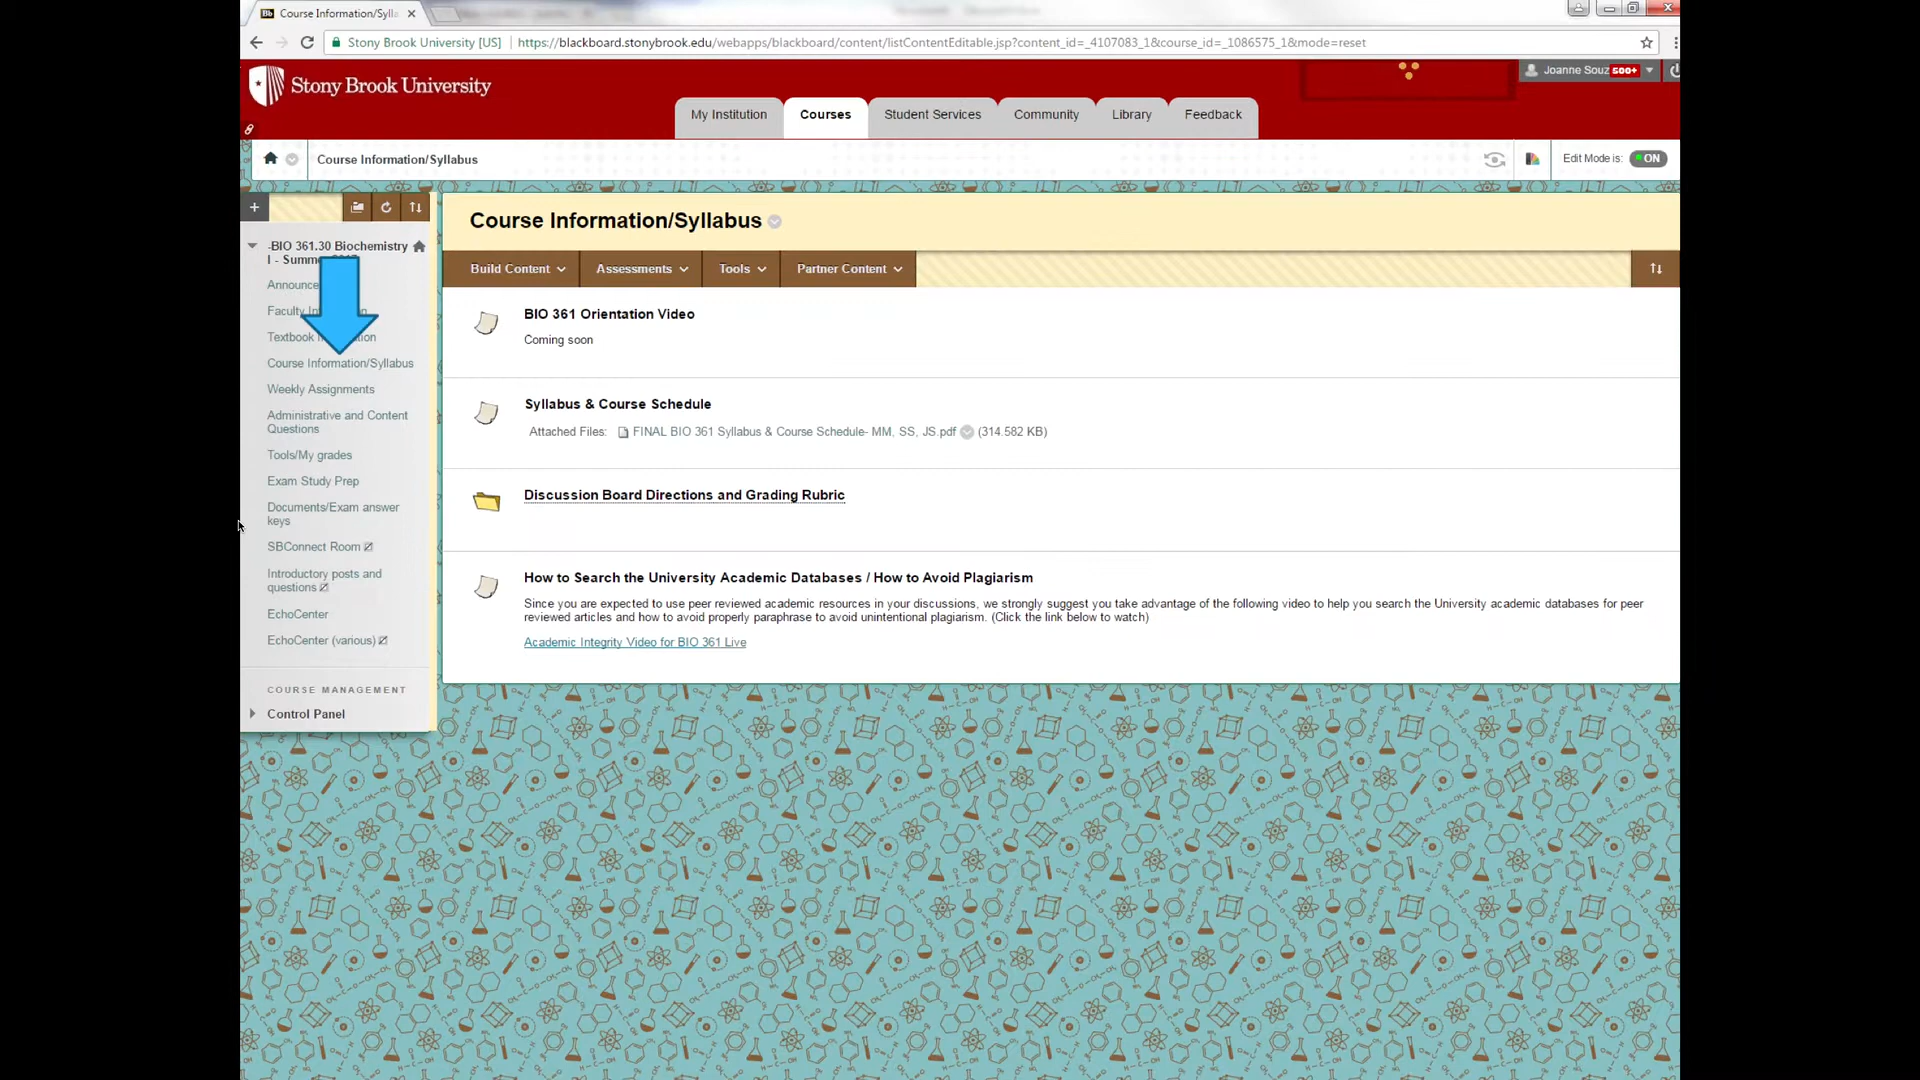 Course Information/Sylla
Stony Brook University [US]
https://blackboard.stonybrook.edu/webapps/blackboard/content/listContentEditable.jsp?content_id=_4107083_1&course_id=_1086575_1&mode=reset
Stony Brook University
Joanne Souz 500+
My Institution
Courses
Student Services
Community
Library
Feedback
Course Information/Syllabus
Edit Mode is: ON
-BIO 361.30 Biochemistry
I - Summ
Announce
Faculty In
Textbook
Course Information/Syllabus
Weekly Assignments
Administrative and Content
Questions
Tools/My grades
Exam Study Prep
Documents/Exam answer
keys
SBConnect Room
Introductory posts and
questions
EchoCenter
EchoCenter (various)
COURSE MANAGEMENT
Control Panel
Course Information/Syllabus
Build Content
Assessments
Tools
Partner Content
BIO 361 Orientation Video
Coming soon
Syllabus & Course Schedule
Attached Files: FINAL BIO 361 Syllabus & Course Schedule- MM, SS, JS.pdf (314.582 KB)
Discussion Board Directions and Grading Rubric
How to Search the University Academic Databases / How to Avoid Plagiarism
Since you are expected to use peer reviewed academic resources in your discussions, we strongly suggest you take advantage of the following video to help you search the University academic databases for peer
reviewed articles and how to avoid properly paraphrase to avoid unintentional plagiarism. (Click the link below to watch)
Academic Integrity Video for BIO 361 Live